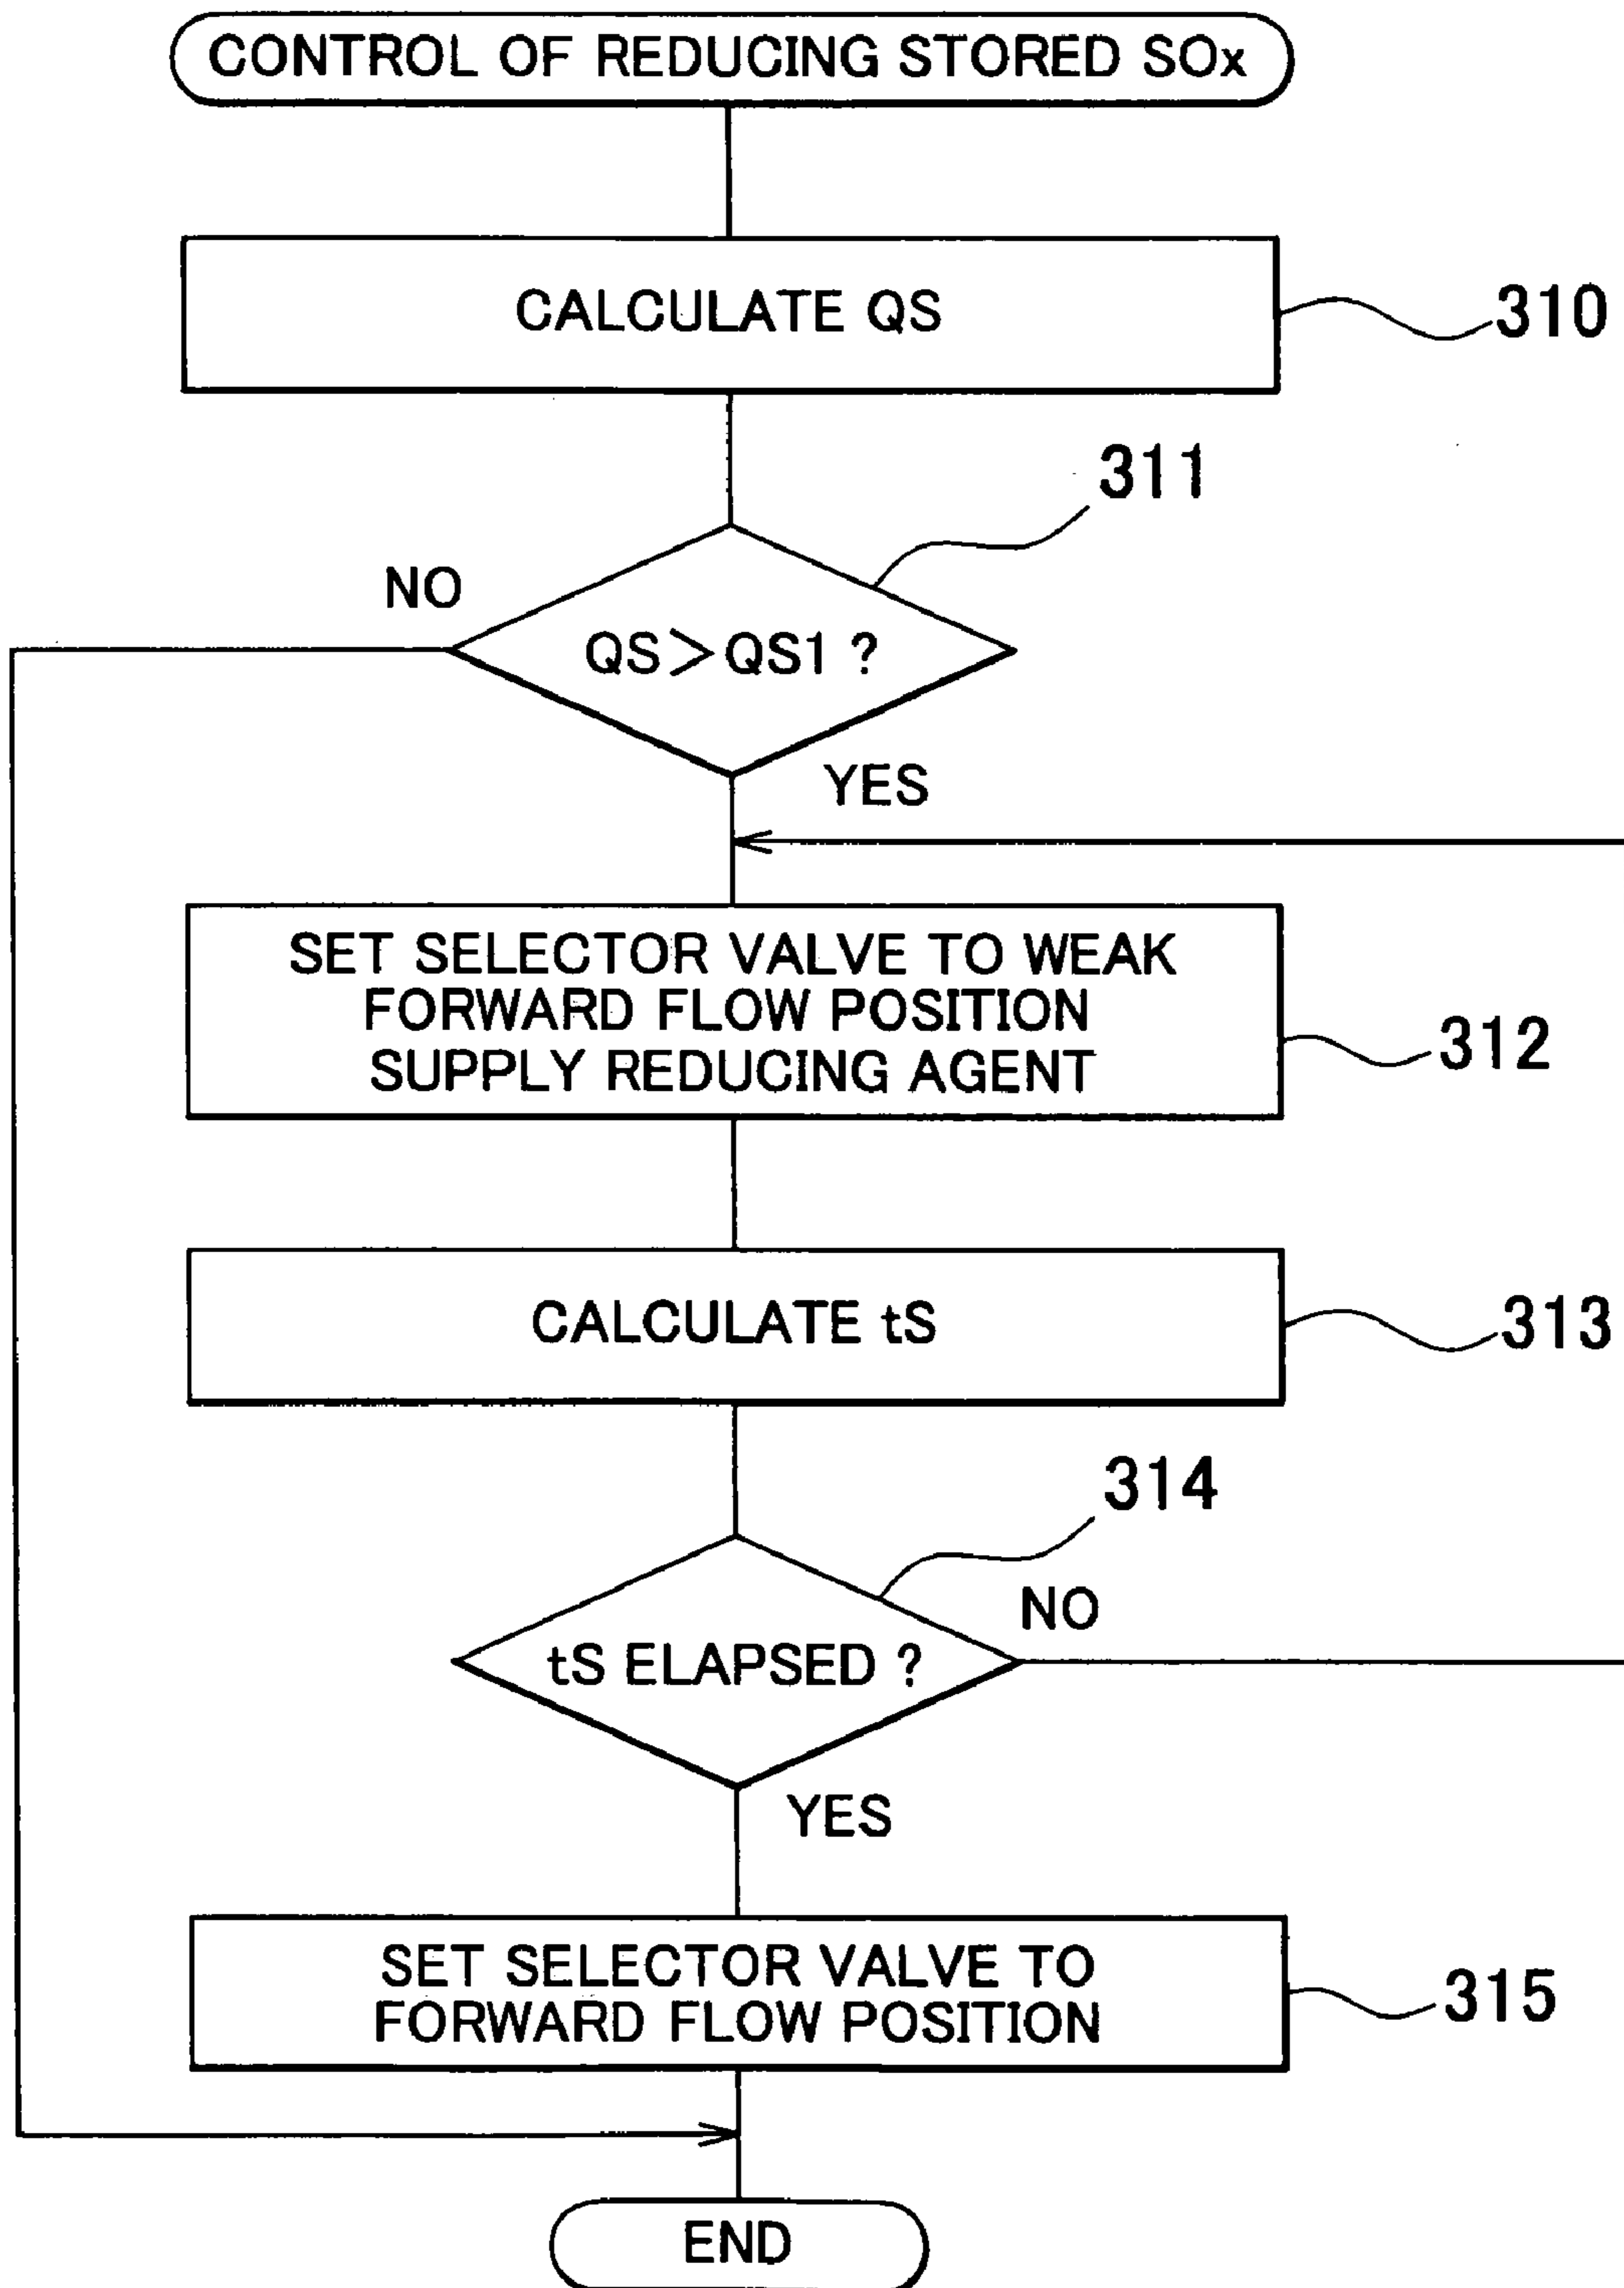 CONTROL OF REDUCING STORED SOx
CALCULATE QS
310
311
NO
QS>QS1 ?
YES
SET SELECTOR VALVE TO WEAK
FORWARD FLOW POSITION
SUPPLY REDUCING AGENT
312
CALCULATE tS
313
314
NO
tS ELAPSED ?
YES
SET SELECTOR VALVE TO
FORWARD FLOW POSITION
315
END